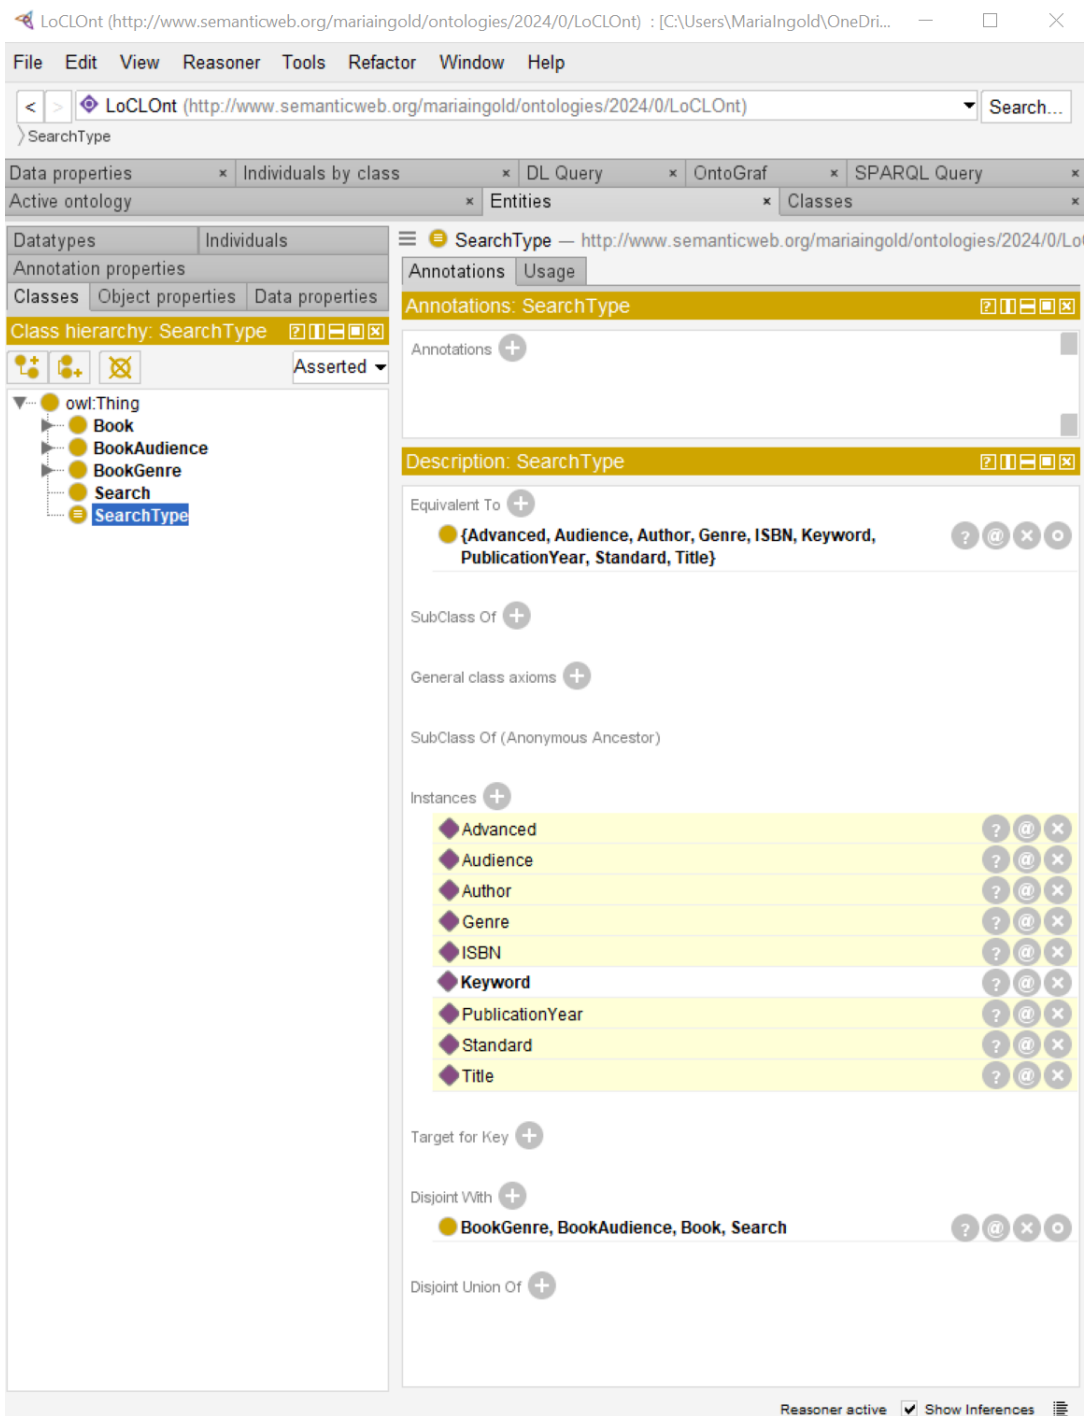 LoCLOnt (http://www.semanticweb.org/mariaingold/ontologies/2024/0/LoCLOnt) : [C:\Users\MariaIngold\OneDri...
File Edit View Reasoner Tools Refactor Window Help
< > LoCLOnt (http://www.semanticweb.org/mariaingold/ontologies/2024/0/LoCLOnt) Search...
SearchType
Data properties × Individuals by class × DL Query × OntoGraf × SPARQL Query ×
Active ontology × Entities × Classes ×
Datatypes Individuals
Annotation properties
Classes Object properties Data properties
Class hierarchy: SearchType
Asserted
owl:Thing
Book
BookAudience
BookGenre
Search
SearchType
SearchType — http://www.semanticweb.org/mariaingold/ontologies/2024/0/Lo
Annotations Usage
Annotations: SearchType
Annotations
Description: SearchType
Equivalent To
{Advanced, Audience, Author, Genre, ISBN, Keyword,
PublicationYear, Standard, Title}
SubClass Of
General class axioms
SubClass Of (Anonymous Ancestor)
Instances
Advanced
Audience
Author
Genre
ISBN
Keyword
PublicationYear
Standard
Title
Target for Key
Disjoint With
BookGenre, BookAudience, Book, Search
Disjoint Union Of
Reasoner active Show Inferences